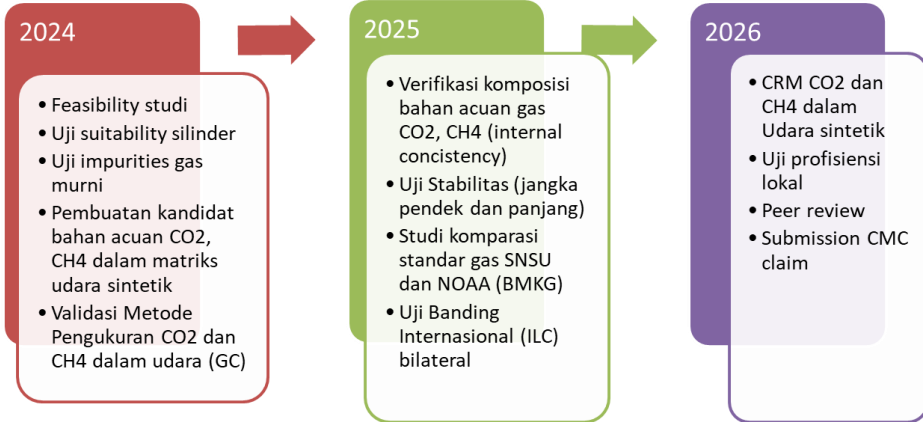 2024
• Feasibility studi
• Uji suitability silinder
• Uji impurities gas
murni
• Pembuatan kandidat
bahan acuan CO2,
CH4 dalam matriks
udara sintetik
• Validasi Metode
Pengukuran CO2 dan
CH4 dalam udara (GC)
2025
• Verifikasi komposisi
bahan acuan gas
CO2, CH4 (internal
concistency)
• Uji Stabilitas (jangka
pendek dan panjang)
• Studi komparasi
standar gas SNSU
dan NOAA (BMKG)
• Uji Banding
Internasional (ILC)
bilateral
2026
• CRM CO2 dan
CH4 dalam
Udara sintetik
• Uji profisiensi
lokal
• Peer review
• Submission CMC
claim